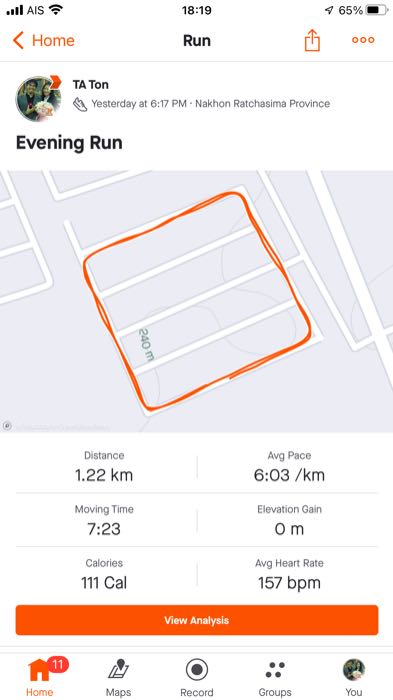 AIS 18:19 65%
Home Run
TA Ton
Yesterday at 6:17 PM · Nakhon Ratchasima Province
Evening Run
240 m
Distance Avg Pace
1.22 km 6:03 /km
Moving Time Elevation Gain
7:23 0 m
Calories Avg Heart Rate
111 Cal 157 bpm
View Analysis
11
Home Maps Record Groups You